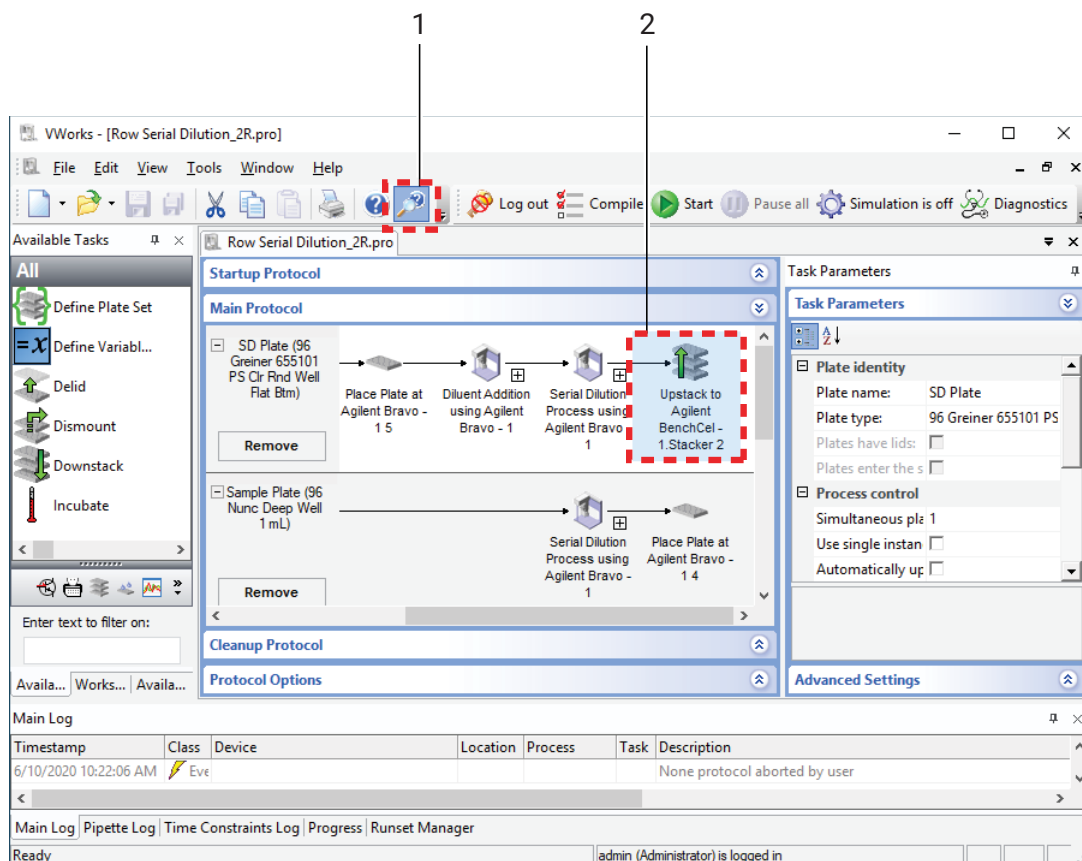 1
2
VWorks - [Row Serial Dilution_2R.pro]
File Edit View Tools Window Help
Log out Compile Start Pause all Simulation is off Diagnostics
Available Tasks
All
Define Plate Set
=x Define Variabl...
Delid
Dismount
Downstack
Incubate
Enter text to filter on:
Availa... Works... Availa...
Row Serial Dilution_2R.pro
Startup Protocol
Main Protocol
SD Plate (96
Greiner 655101
PS Clr Rnd Well
Flat Btm)
Remove
Place Plate at
Agilent Bravo -
1 5
Diluent Addition
using Agilent
Bravo - 1
Serial Dilution
Process using
Agilent Bravo
1
Upstack to
Agilent
BenchCel -
1.Stacker 2
Sample Plate (96
Nunc Deep Well
1 mL)
Remove
Serial Dilution
Process using
Agilent Bravo -
1
Place Plate at
Agilent Bravo -
1 4
Cleanup Protocol
Protocol Options
Task Parameters
Task Parameters
A
Z
Plate identity
Plate name: SD Plate
Plate type: 96 Greiner 655101 PS
Plates have lids:
Plates enter the s
Process control
Simultaneous pla 1
Use single instan
Automatically up
Advanced Settings
Main Log
Timestamp Class Device Location Process Task Description
6/10/2020 10:22:06 AM Eve None protocol aborted by user
Main Log Pipette Log Time Constraints Log Progress Runset Manager
Ready admin (Administrator) is logged in